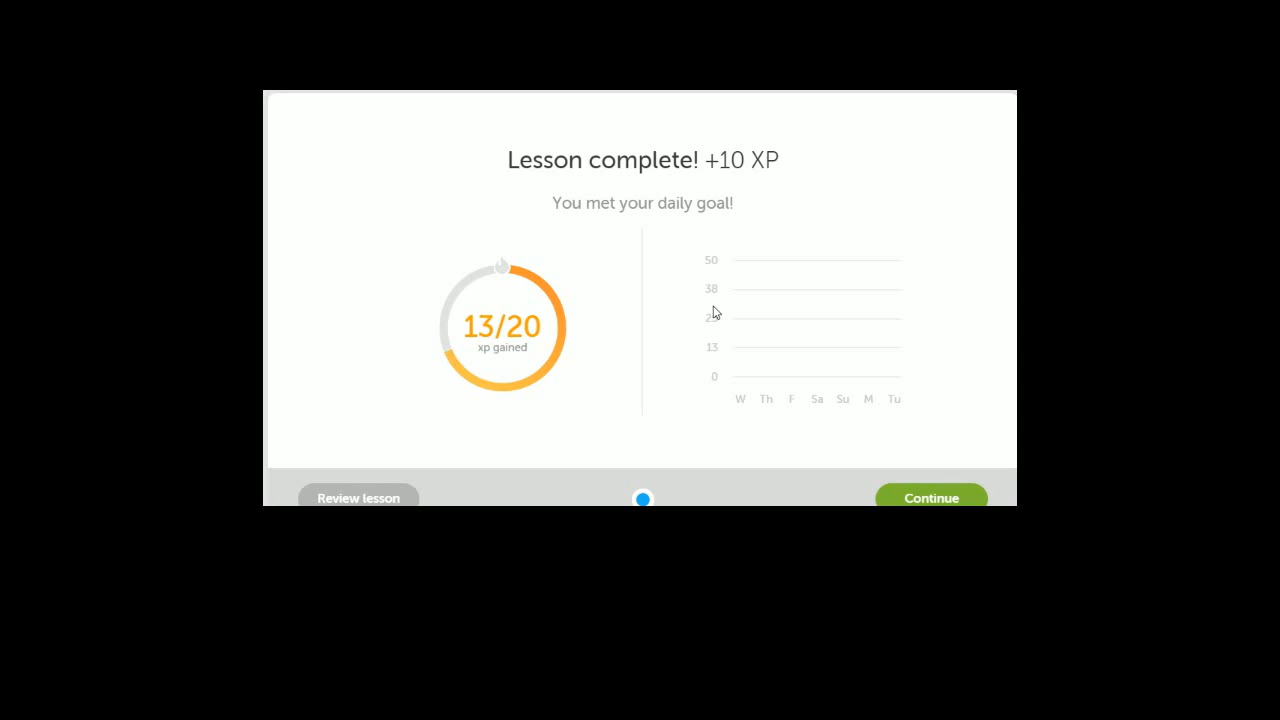 Lesson complete! +10 XP
You met your daily goal!
13/20
xp gained
50
38
13
0
W Th F Sa Su M Tu
Review lesson
Continue